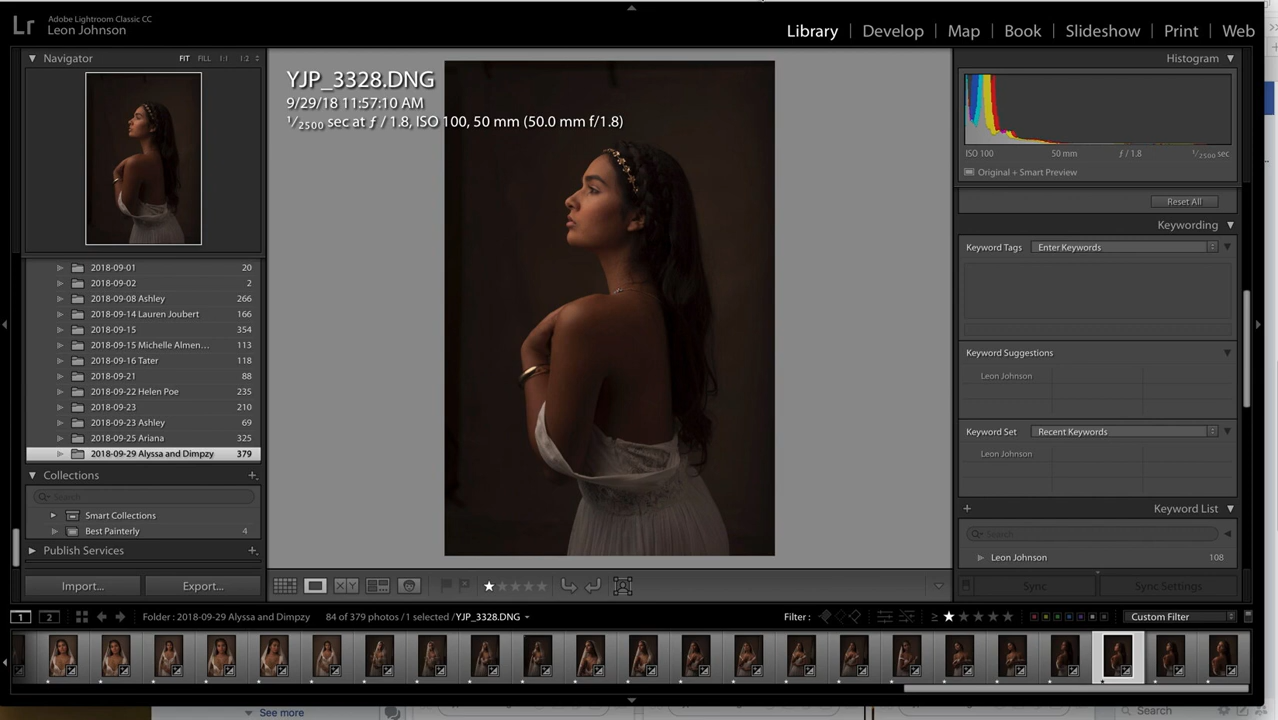 Lr
Adobe Lightroom Classic CC
Leon Johnson
Library
Develop
Map
Book
Slideshow
Print
Web
Navigator
FIT FILL 1:1 1:2
YJP_3328.DNG
9/29/18 11:57:10 AM
1/2500 sec at ƒ / 1.8, ISO 100, 50 mm (50.0 mm f/1.8)
2018-09-01 20
2018-09-02 2
2018-09-08 Ashley 266
2018-09-14 Lauren Joubert 166
2018-09-15 354
2018-09-15 Michelle Almen... 113
2018-09-16 Tater 118
2018-09-21 88
2018-09-22 Helen Poe 235
2018-09-23 210
2018-09-23 Ashley 69
2018-09-25 Ariana 325
2018-09-29 Alyssa and Dimpzy 379
Collections
Search
Smart Collections
Best Painterly 4
Publish Services
Import...
Export...
Histogram
ISO 100 50 mm ƒ / 1.8 1/2500 sec
Original + Smart Preview
Reset All
Keywording
Keyword Tags Enter Keywords
Keyword Suggestions
Leon Johnson
Keyword Set Recent Keywords
Leon Johnson
Keyword List
Search
Leon Johnson 108
Sync
Sync Settings
XY
1 2
Folder : 2018-09-29 Alyssa and Dimpzy
84 of 379 photos / 1 selected / YJP_3328.DNG
Filter :
≥
Custom Filter
See more
Search